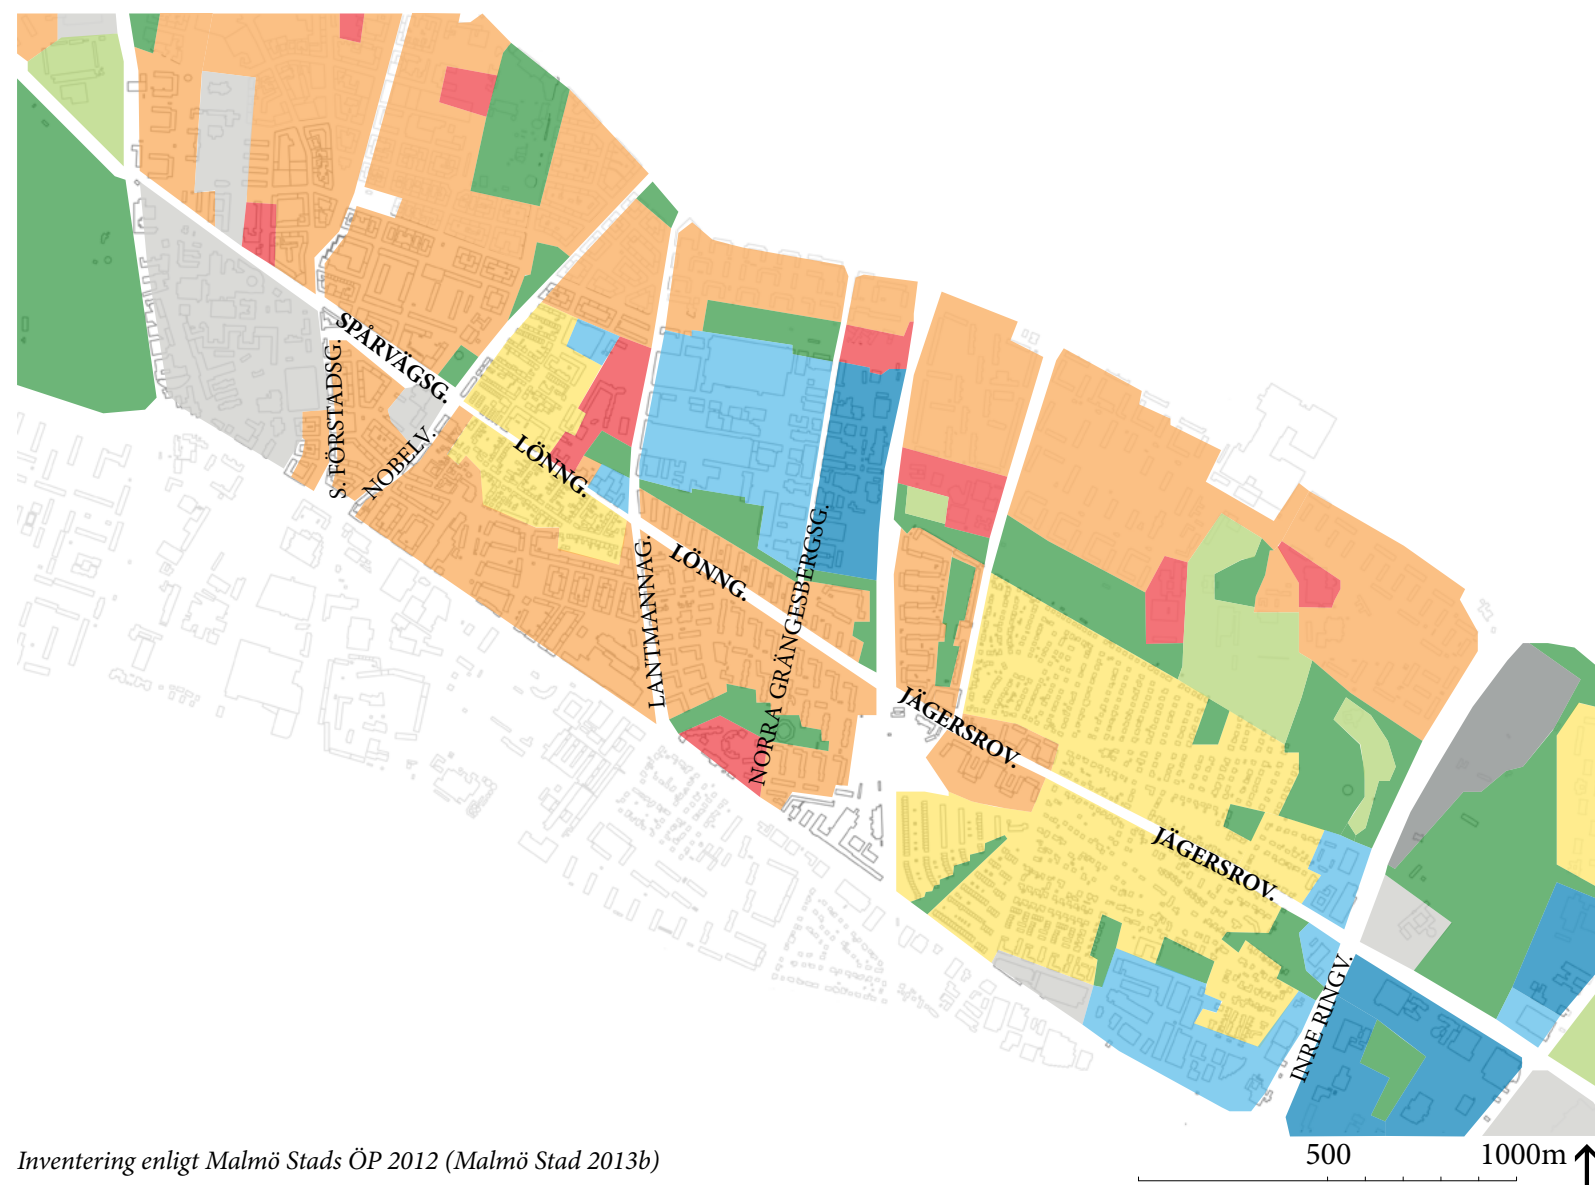 SPÅRVÄGSG.
S. FÖRSTADSG.
NOBELV.
LÖNNG.
LANTMANNAG.
LÖNNG.
NORRA GRÄNGESBERGSG.
JÄGERSROV.
JÄGERSROV.
INRE RINGV.
Inventering enligt Malmö Stads ÖP 2012 (Malmö Stad 2013b)
500 1000m